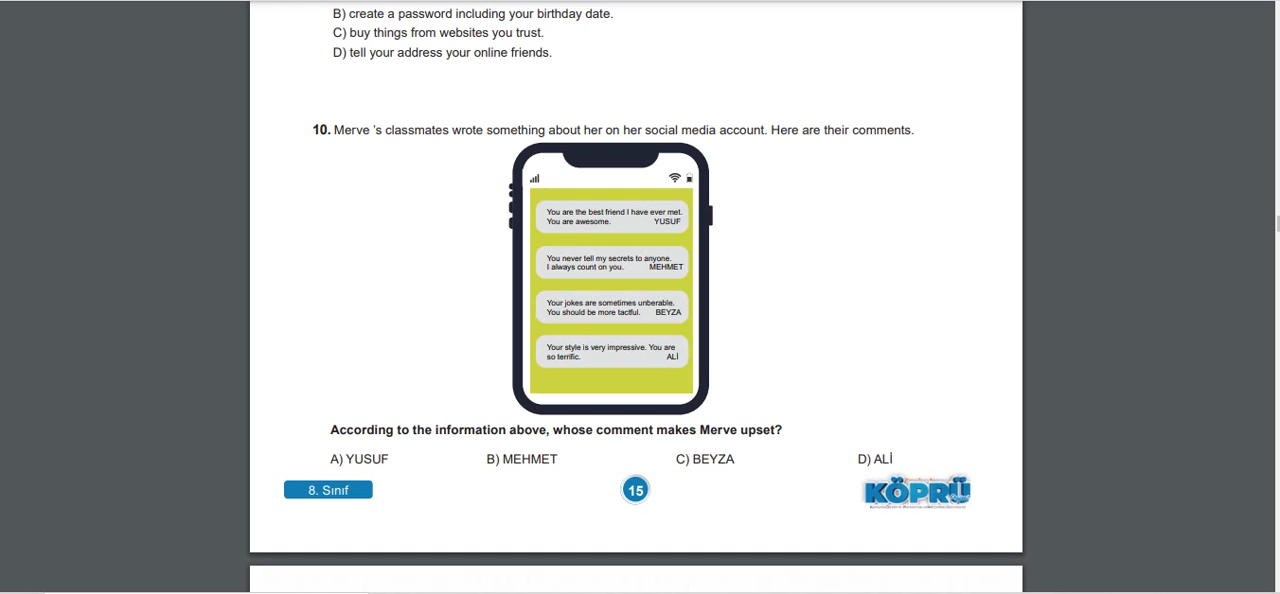 B) create a password including your birthday date.
C) buy things from websites you trust.
D) tell your address your online friends.
10. Merve 's classmates wrote something about her on her social media account. Here are their comments.
You are the best friend I have ever met.
You are awesome. YUSUF
You never tell my secrets to anyone.
I always count on you. MEHMET
Your jokes are sometimes unberable.
You should be more tactful. BEYZA
Your style is very impressive. You are
so terrific. ALİ
According to the information above, whose comment makes Merve upset?
A) YUSUF B) MEHMET C) BEYZA D) ALİ
8. Sınıf 15 KÖPRÜ